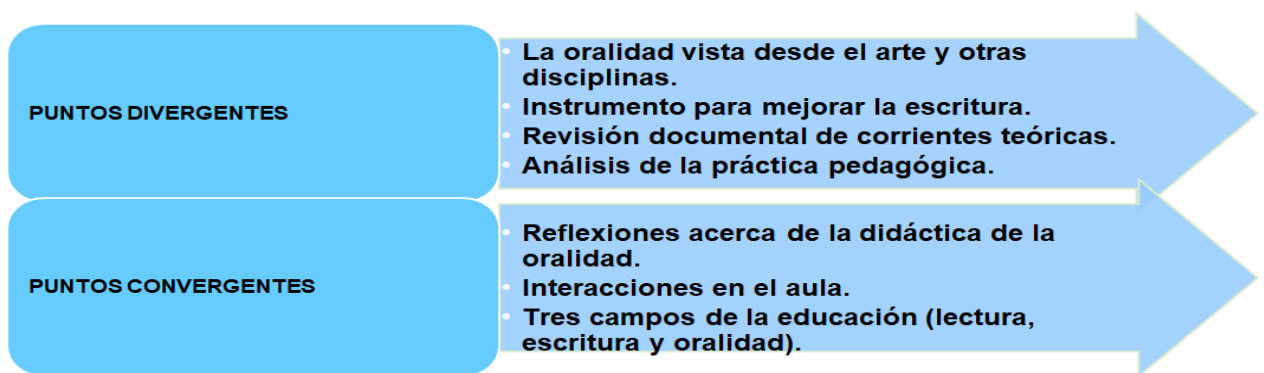 PUNTOS DIVERGENTES
• La oralidad vista desde el arte y otras
disciplinas.
• Instrumento para mejorar la escritura.
• Revisión documental de corrientes teóricas.
• Análisis de la práctica pedagógica.
PUNTOS CONVERGENTES
• Reflexiones acerca de la didáctica de la
oralidad.
• Interacciones en el aula.
• Tres campos de la educación (lectura,
escritura y oralidad).